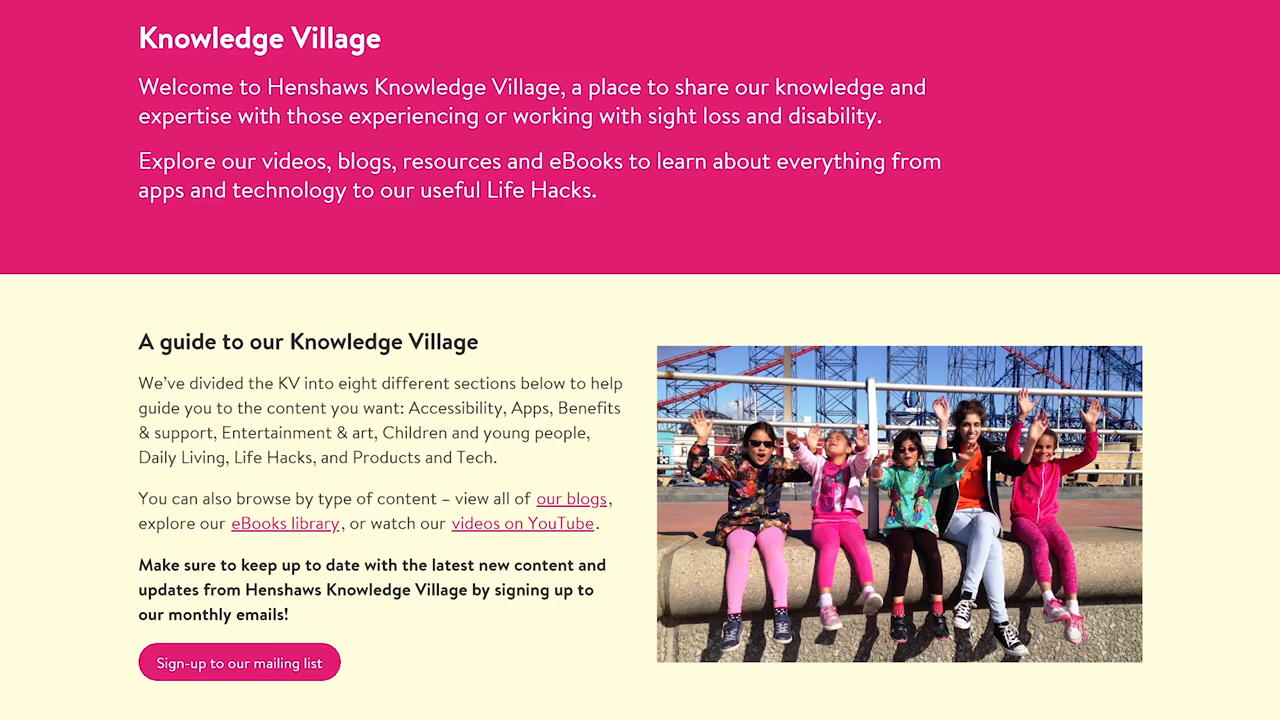 Knowledge Village
Welcome to Henshaws Knowledge Village, a place to share our knowledge and
expertise with those experiencing or working with sight loss and disability.
Explore our videos, blogs, resources and eBooks to learn about everything from
apps and technology to our useful Life Hacks.
A guide to our Knowledge Village
We’ve divided the KV into eight different sections below to help
guide you to the content you want: Accessibility, Apps, Benefits
& support, Entertainment & art, Children and young people,
Daily Living, Life Hacks, and Products and Tech.
You can also browse by type of content – view all of our blogs,
explore our eBooks library, or watch our videos on YouTube.
Make sure to keep up to date with the latest new content and
updates from Henshaws Knowledge Village by signing up to
our monthly emails!
Sign-up to our mailing list